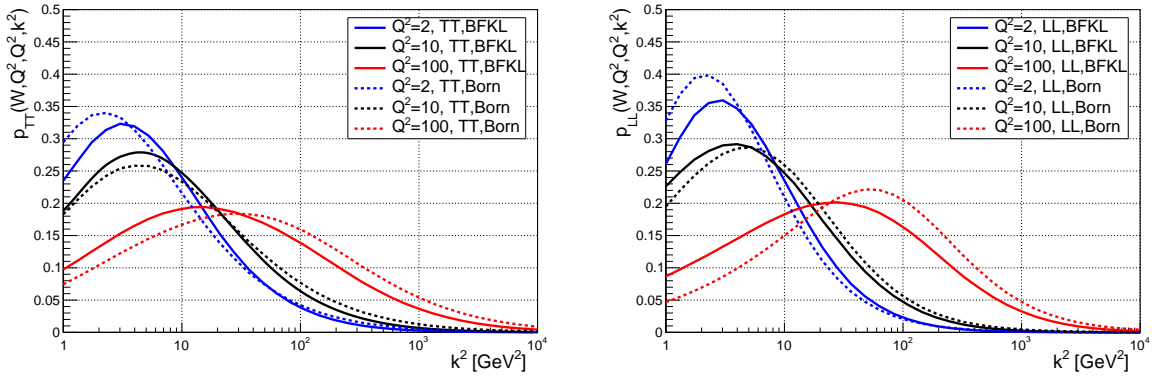 p_TT(W,Q²,Q²,k²)
0.5
0.45
0.4
0.35
0.3
0.25
0.2
0.15
0.1
0.05
0
Q²=2, TT,BFKL
Q²=10, TT,BFKL
Q²=100, TT,BFKL
Q²=2, TT,Born
Q²=10, TT,Born
Q²=100, TT,Born
1 10 10² 10³ 10⁴
k² [GeV²]
p_LL(W,Q²,Q²,k²)
0.5
0.45
0.4
0.35
0.3
0.25
0.2
0.15
0.1
0.05
0
Q²=2, LL,BFKL
Q²=10, LL,BFKL
Q²=100, LL,BFKL
Q²=2, LL,Born
Q²=10, LL,Born
Q²=100, LL,Born
1 10 10² 10³ 10⁴
k² [GeV²]